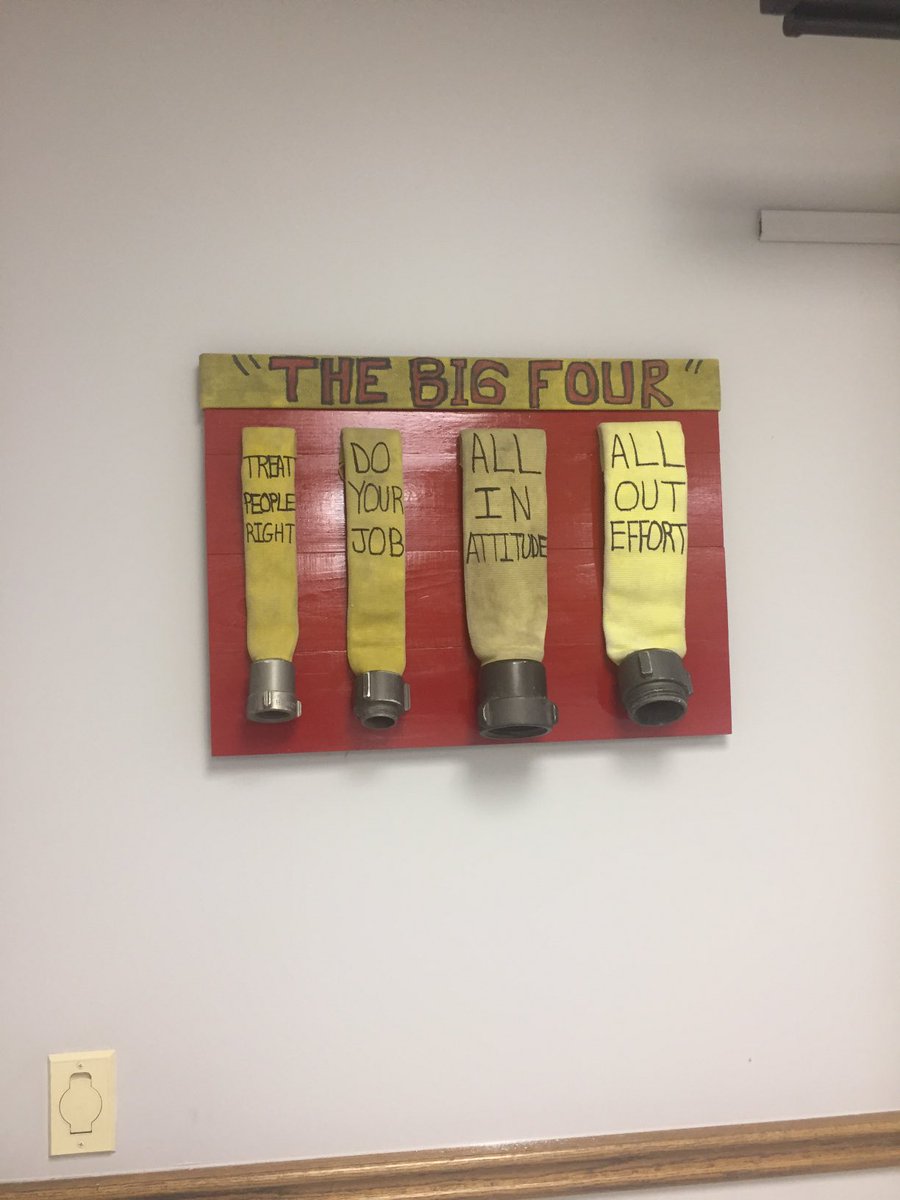 "THE BIG FOUR"
TREAT
PEOPLE
RIGHT
DO
YOUR
JOB
ALL
IN
ATTITUDE
ALL
OUT
EFFORT